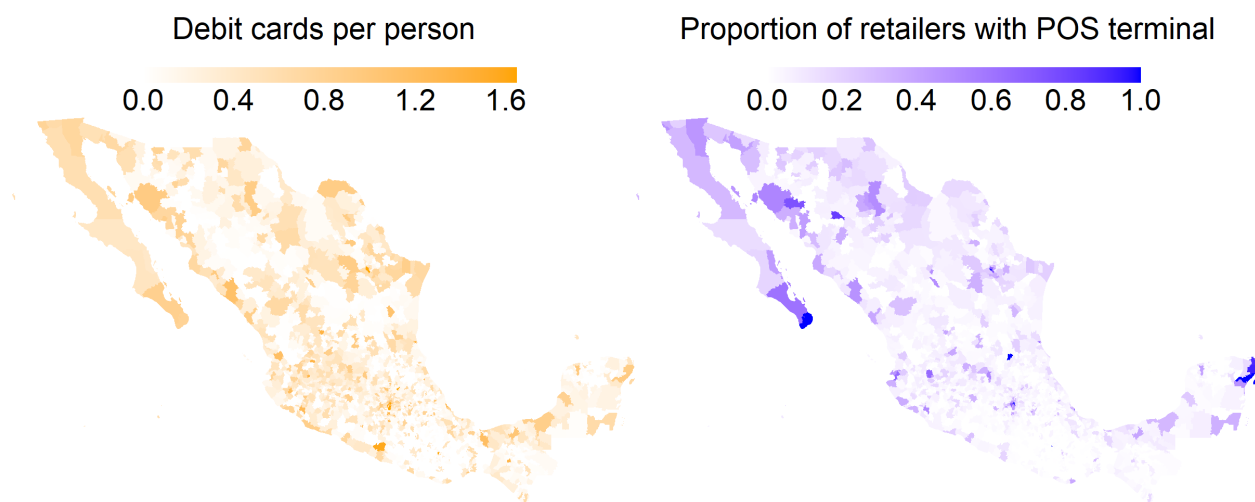 Debit cards per person
0.0 0.4 0.8 1.2 1.6
Proportion of retailers with POS terminal
0.0 0.2 0.4 0.6 0.8 1.0